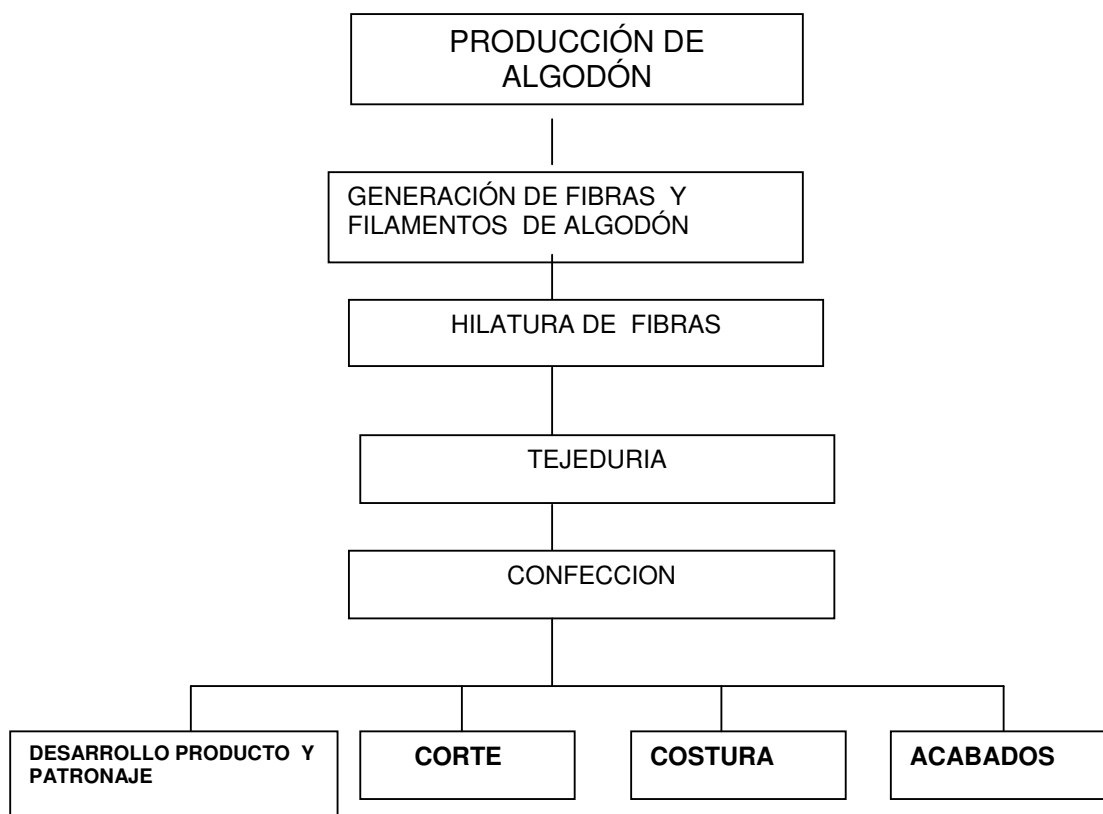 PRODUCCIÓN DE
ALGODÓN
GENERACIÓN DE FIBRAS Y
FILAMENTOS DE ALGODÓN
HILATURA DE FIBRAS
TEJEDURIA
CONFECCION
DESARROLLO PRODUCTO Y
PATRONAJE
CORTE
COSTURA
ACABADOS